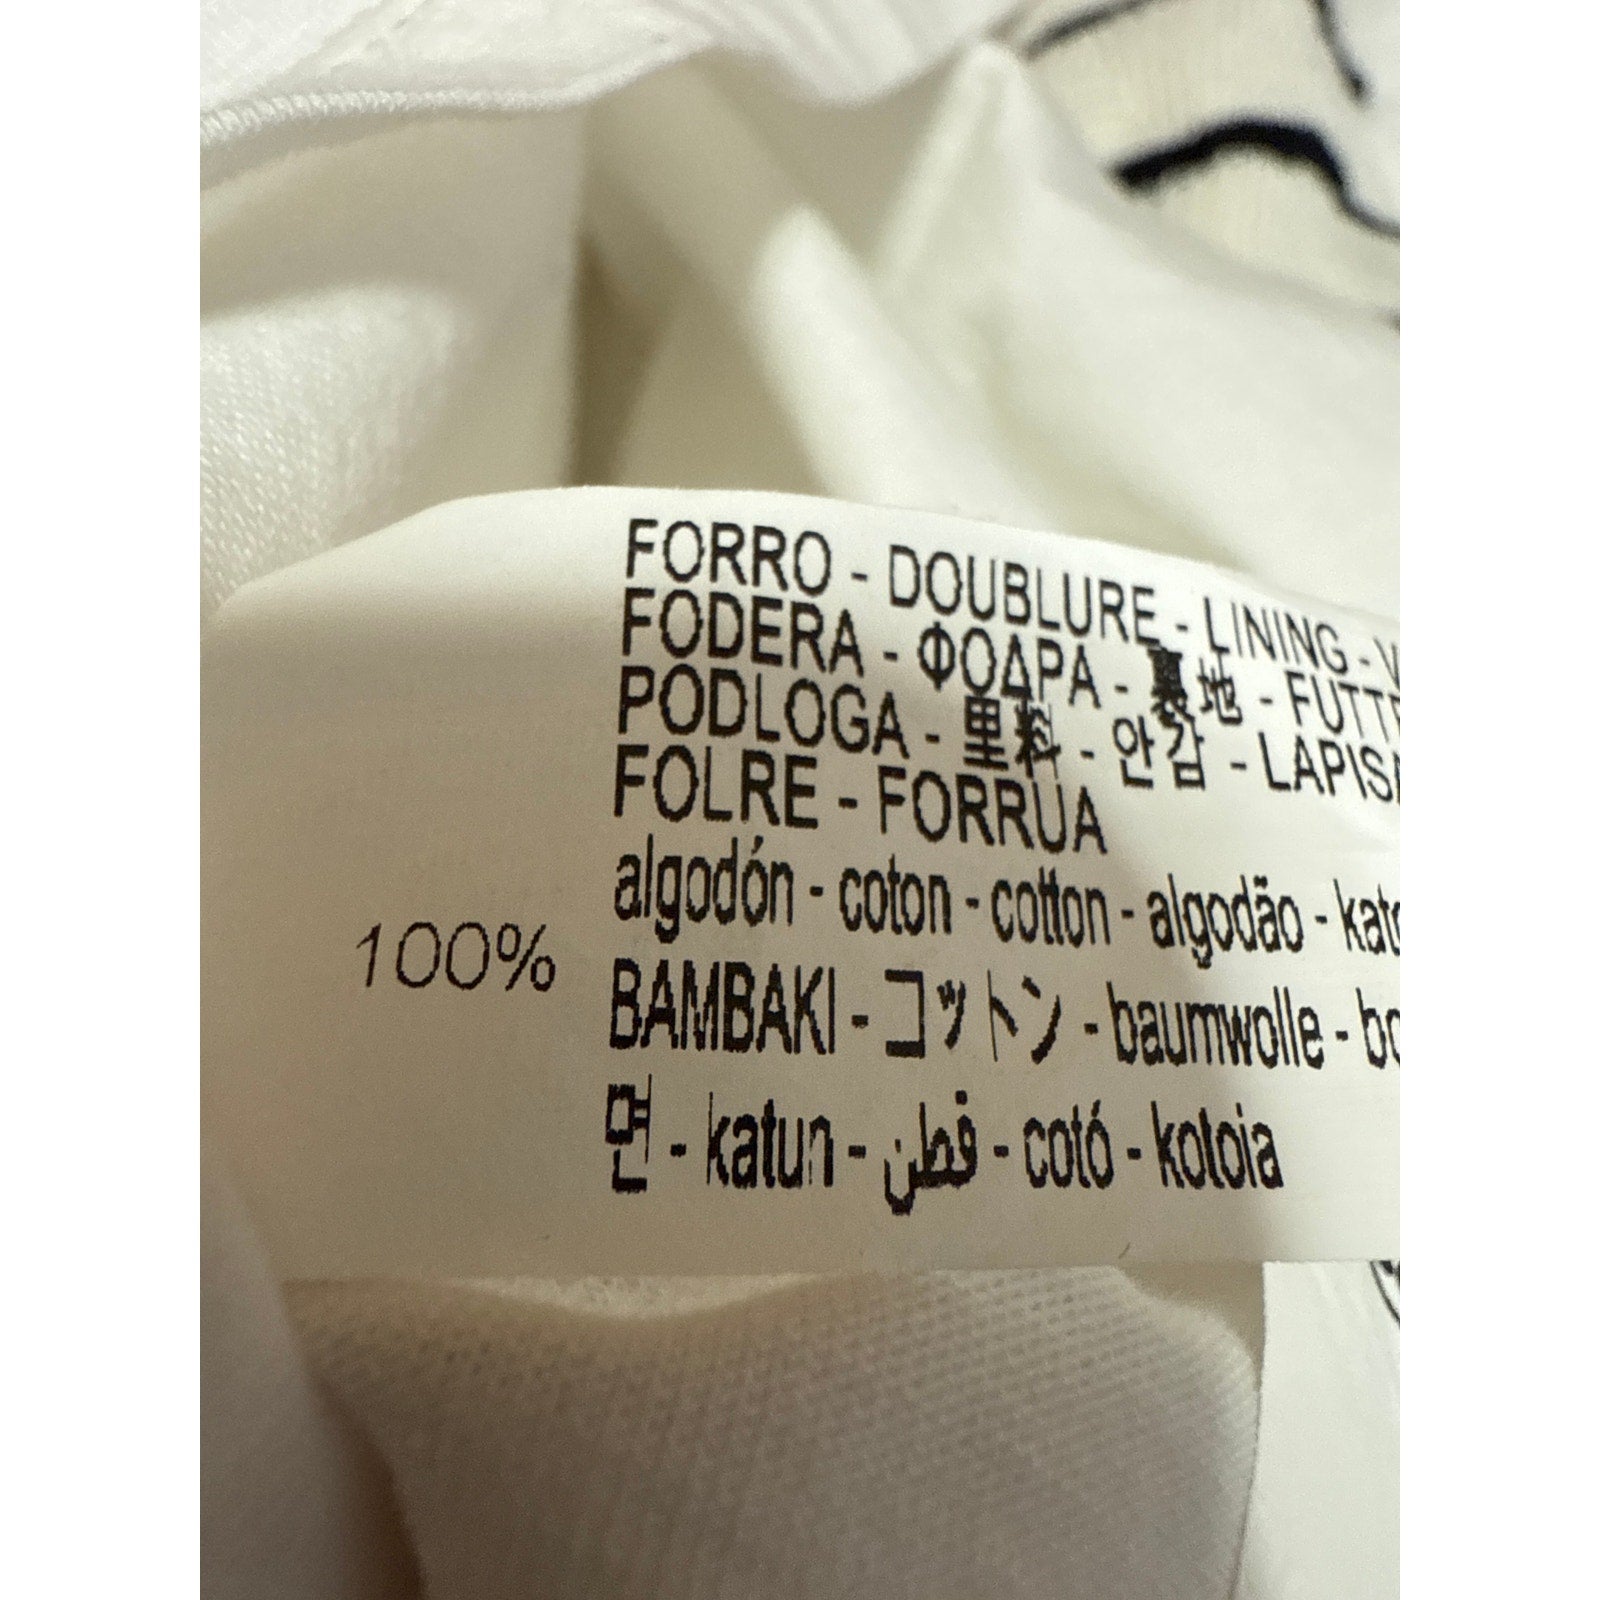 FORRO - DOUBLURE - LINING -
FODERA - ΦΟΔΡΑ - 裏地 -
PODLOGA - 里料 - 안감 -
FOLRE - FORRUA
100% algodón - coton - cotton - algodão -
BAMBAKI - コットン - baumwolle -
면 - katun - قطن - cotó - kotoia